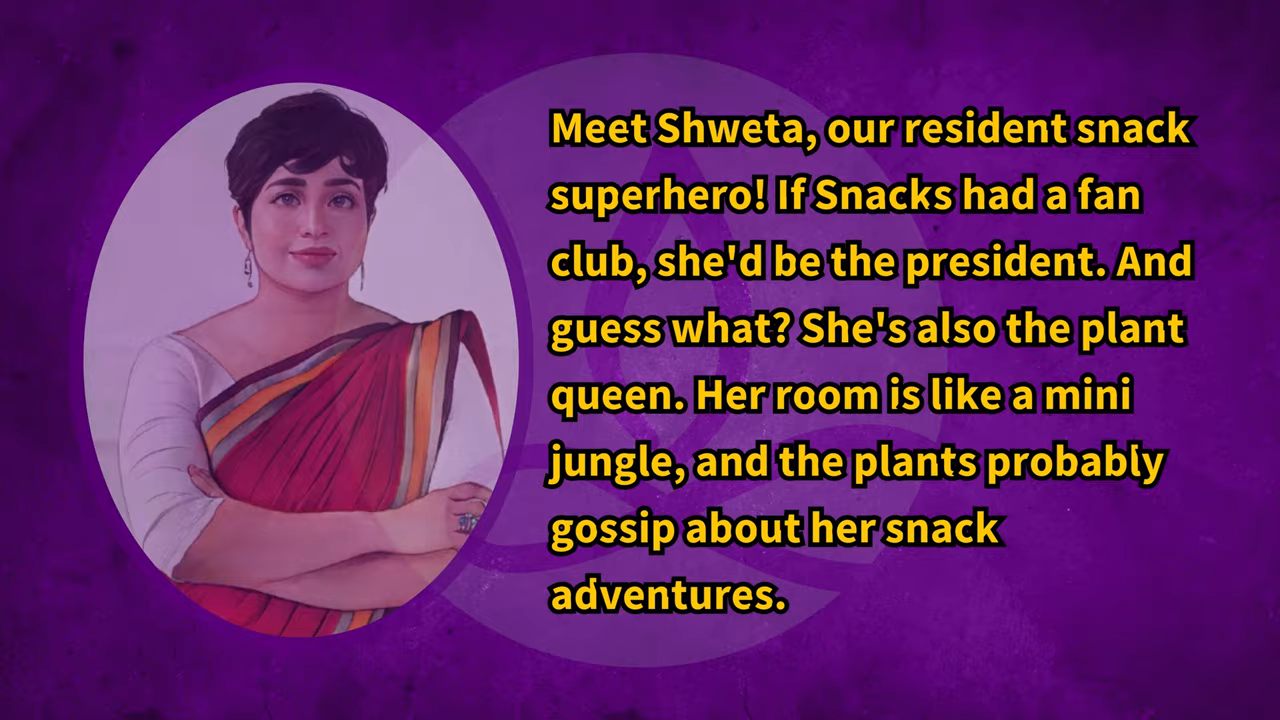 Meet Shweta, our resident snack
superhero! If Snacks had a fan
club, she'd be the president. And
guess what? She's also the plant
queen. Her room is like a mini
jungle, and the plants probably
gossip about her snack
adventures.